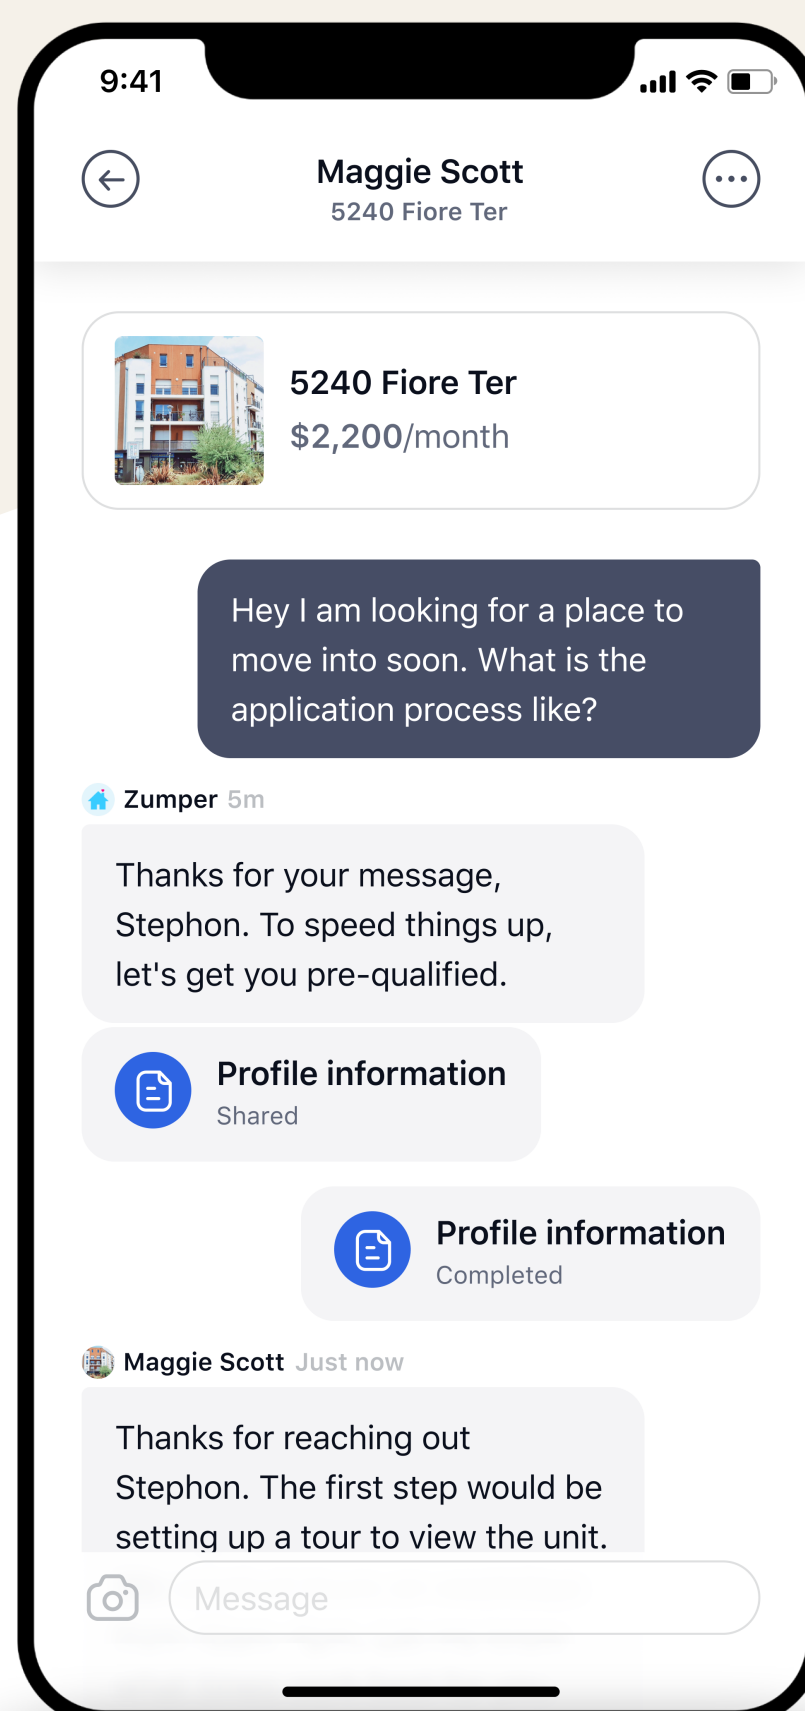 9:41
Maggie Scott
5240 Fiore Ter
5240 Fiore Ter
$2,200/month
Hey I am looking for a place to
move into soon. What is the
application process like?
Zumper 5m
Thanks for your message,
Stephon. To speed things up,
let's get you pre-qualified.
Profile information
Shared
Profile information
Completed
Maggie Scott Just now
Thanks for reaching out
Stephon. The first step would be
setting up a tour to view the unit.
Message